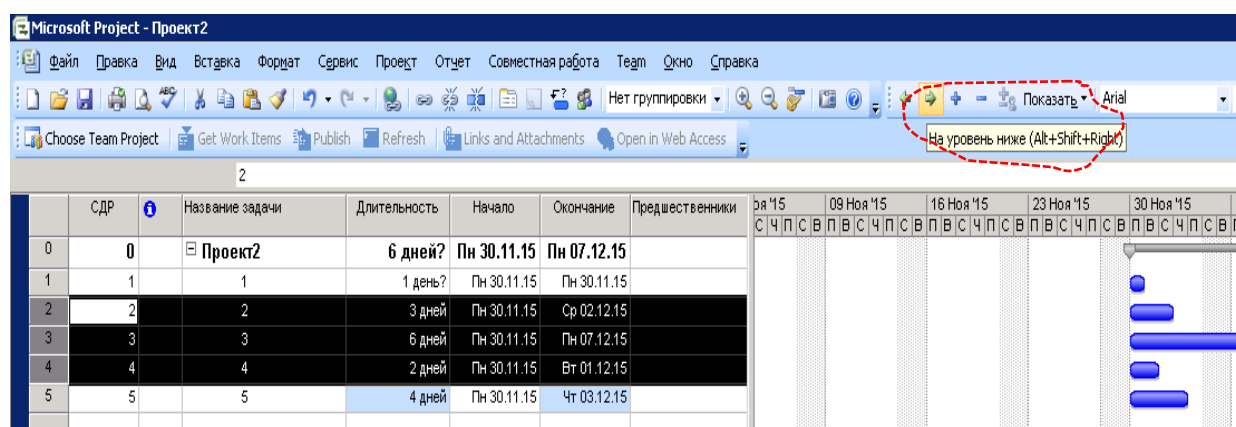 Microsoft Project - Проект2
Файл Правка Вид Вставка Формат Сервис Проект Отчет Совместная работа Team Окно Справка
ABC Нет группировки Показать Arial
Choose Team Project Get Work Items Publish Refresh Links and Attachments Open in Web Access
На уровень ниже (Alt+Shift+Right)
2
СДР Название задачи Длительность Начало Окончание Предшественники оя '15 09 Ноя '15 16 Ноя '15 23 Ноя '15 30 Ноя '15
С Ч П С В П В С Ч П С В П В С Ч П С В П В С Ч П С В П В С Ч П С В
0 0 Проект2 6 дней? Пн 30.11.15 Пн 07.12.15
1 1 1 1 день? Пн 30.11.15 Пн 30.11.15
2 2 2 3 дней Пн 30.11.15 Ср 02.12.15
3 3 3 6 дней Пн 30.11.15 Пн 07.12.15
4 4 4 2 дней Пн 30.11.15 Вт 01.12.15
5 5 5 4 дней Пн 30.11.15 Чт 03.12.15